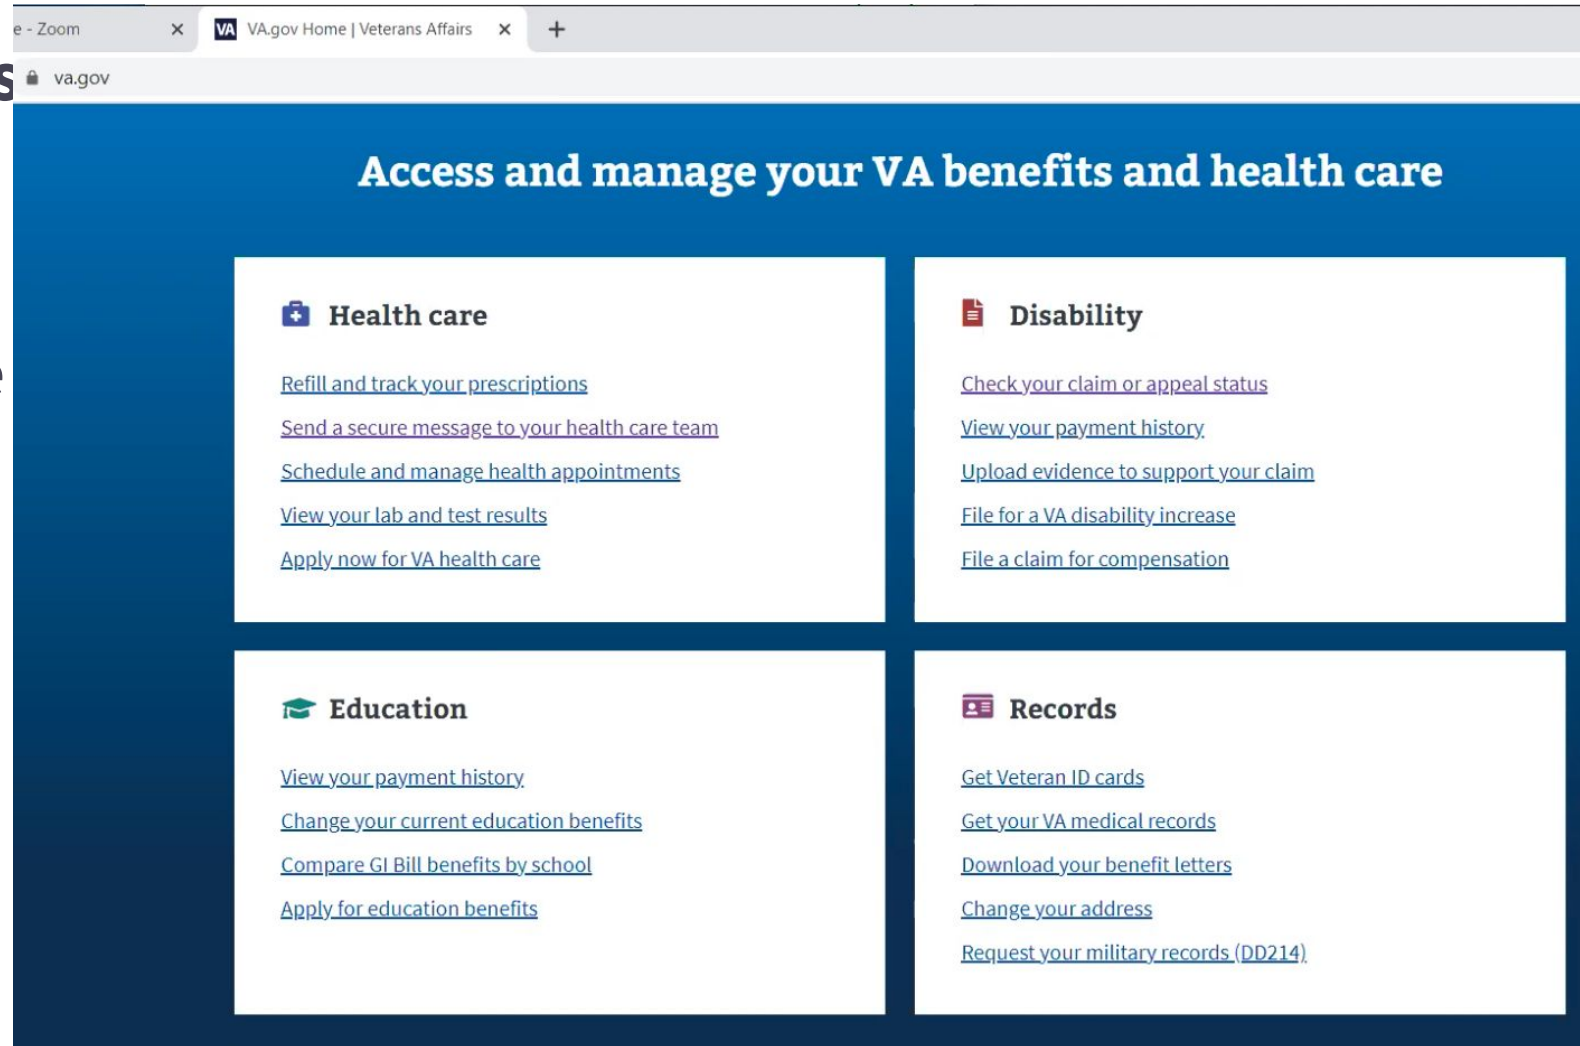 e - Zoom
VA VA.gov Home | Veterans Affairs
s
va.gov
Access and manage your VA benefits and health care
e
Health care
Refill and track your prescriptions
Send a secure message to your health care team
Schedule and manage health appointments
View your lab and test results
Apply now for VA health care
Disability
Check your claim or appeal status
View your payment history
Upload evidence to support your claim
File for a VA disability increase
File a claim for compensation
Education
View your payment history
Change your current education benefits
Compare GI Bill benefits by school
Apply for education benefits
Records
Get Veteran ID cards
Get your VA medical records
Download your benefit letters
Change your address
Request your military records (DD214)